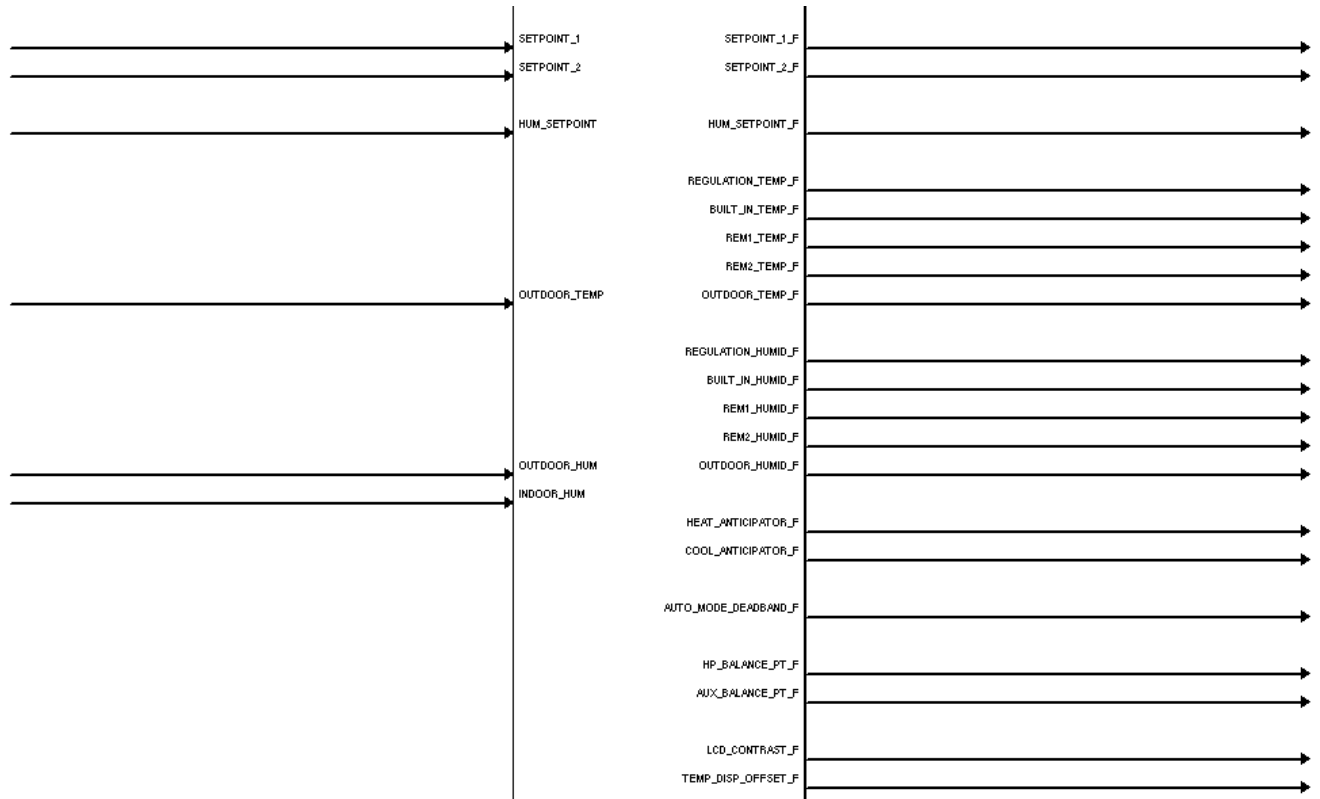 SETPOINT_1 SETPOINT_1_F
SETPOINT_2 SETPOINT_2_F
HUM_SETPOINT HUM_SETPOINT_F
REGULATION_TEMP_F
BUILT_IN_TEMP_F
REM1_TEMP_F
REM2_TEMP_F
OUTDOOR_TEMP OUTDOOR_TEMP_F
REGULATION_HUMID_F
BUILT_IN_HUMID_F
REM1_HUMID_F
REM2_HUMID_F
OUTDOOR_HUM OUTDOOR_HUMID_F
INDOOR_HUM
HEAT_ANTICIPATOR_F
COOL_ANTICIPATOR_F
AUTO_MODE_DEADBAND_F
HP_BALANCE_PT_F
AUX_BALANCE_PT_F
LCD_CONTRAST_F
TEMP_DISP_OFFSET_F